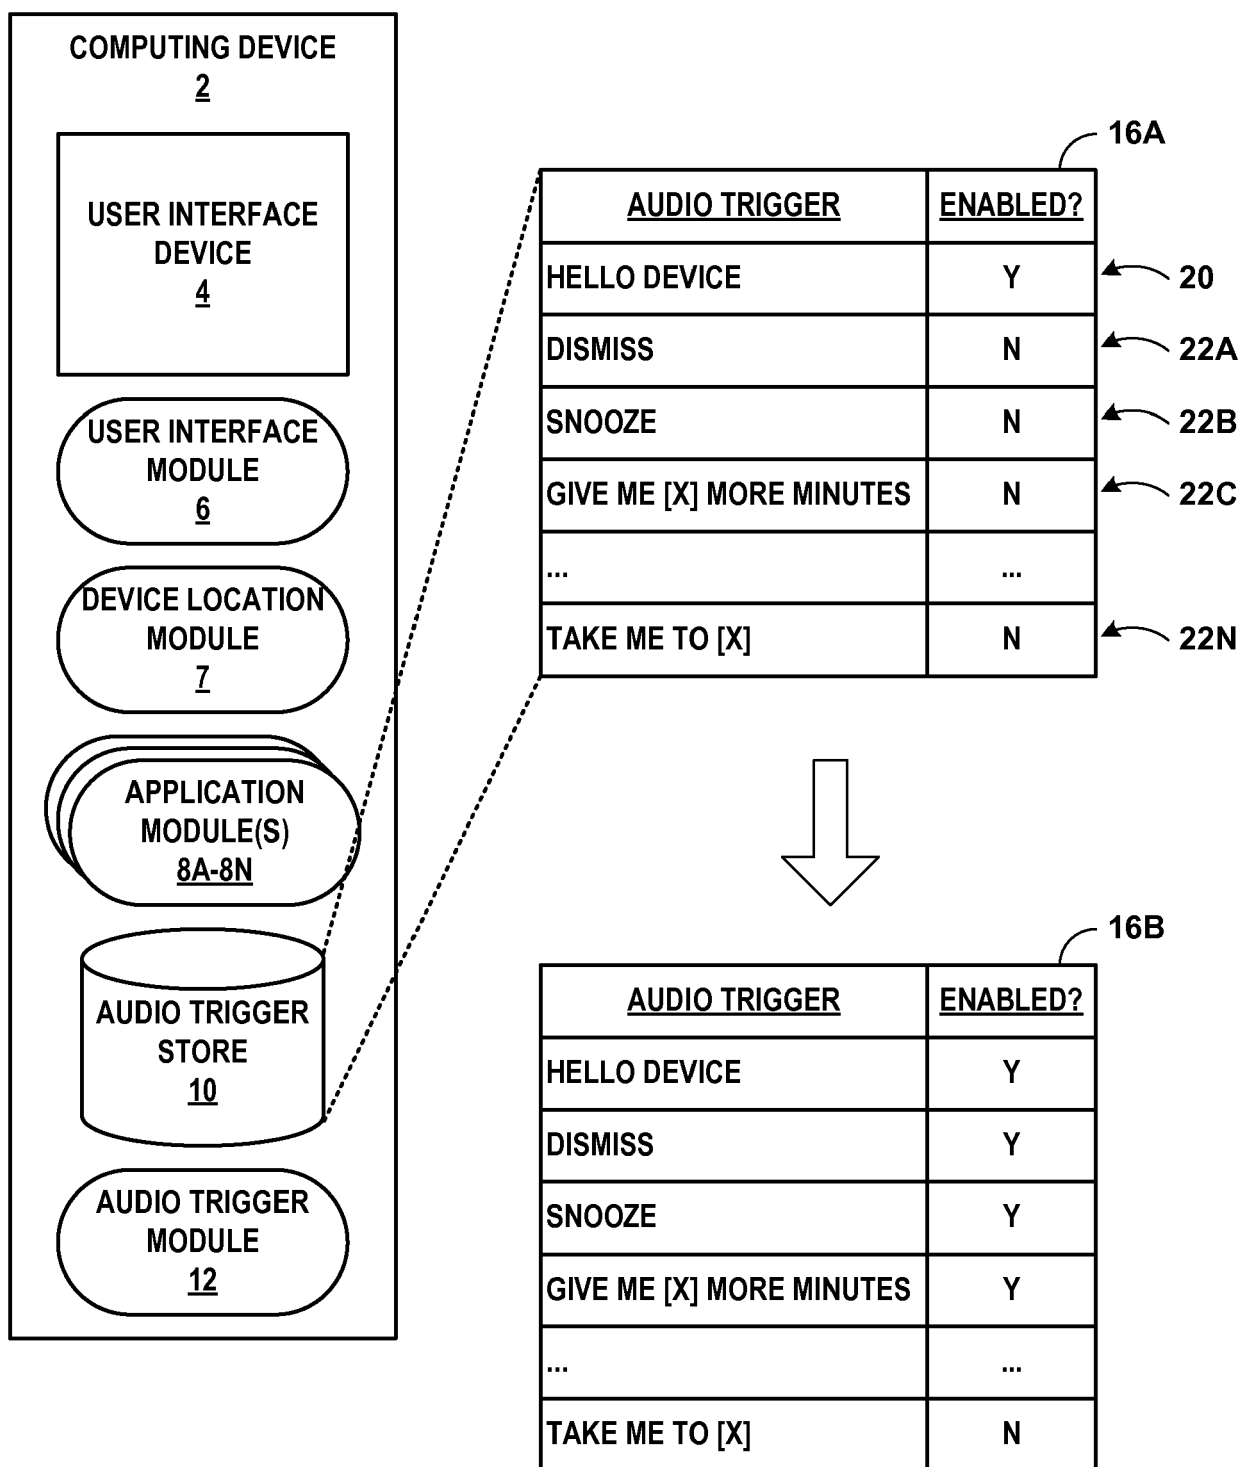 COMPUTING DEVICE
2
USER INTERFACE
DEVICE
4
USER INTERFACE
MODULE
6
DEVICE LOCATION
MODULE
7
APPLICATION
MODULE(S)
8A-8N
AUDIO TRIGGER
STORE
10
AUDIO TRIGGER
MODULE
12
16A
AUDIO TRIGGER ENABLED?
HELLO DEVICE Y 20
DISMISS N 22A
SNOOZE N 22B
GIVE ME [X] MORE MINUTES N 22C
... ...
TAKE ME TO [X] N 22N
16B
AUDIO TRIGGER ENABLED?
HELLO DEVICE Y
DISMISS Y
SNOOZE Y
GIVE ME [X] MORE MINUTES Y
... ...
TAKE ME TO [X] N